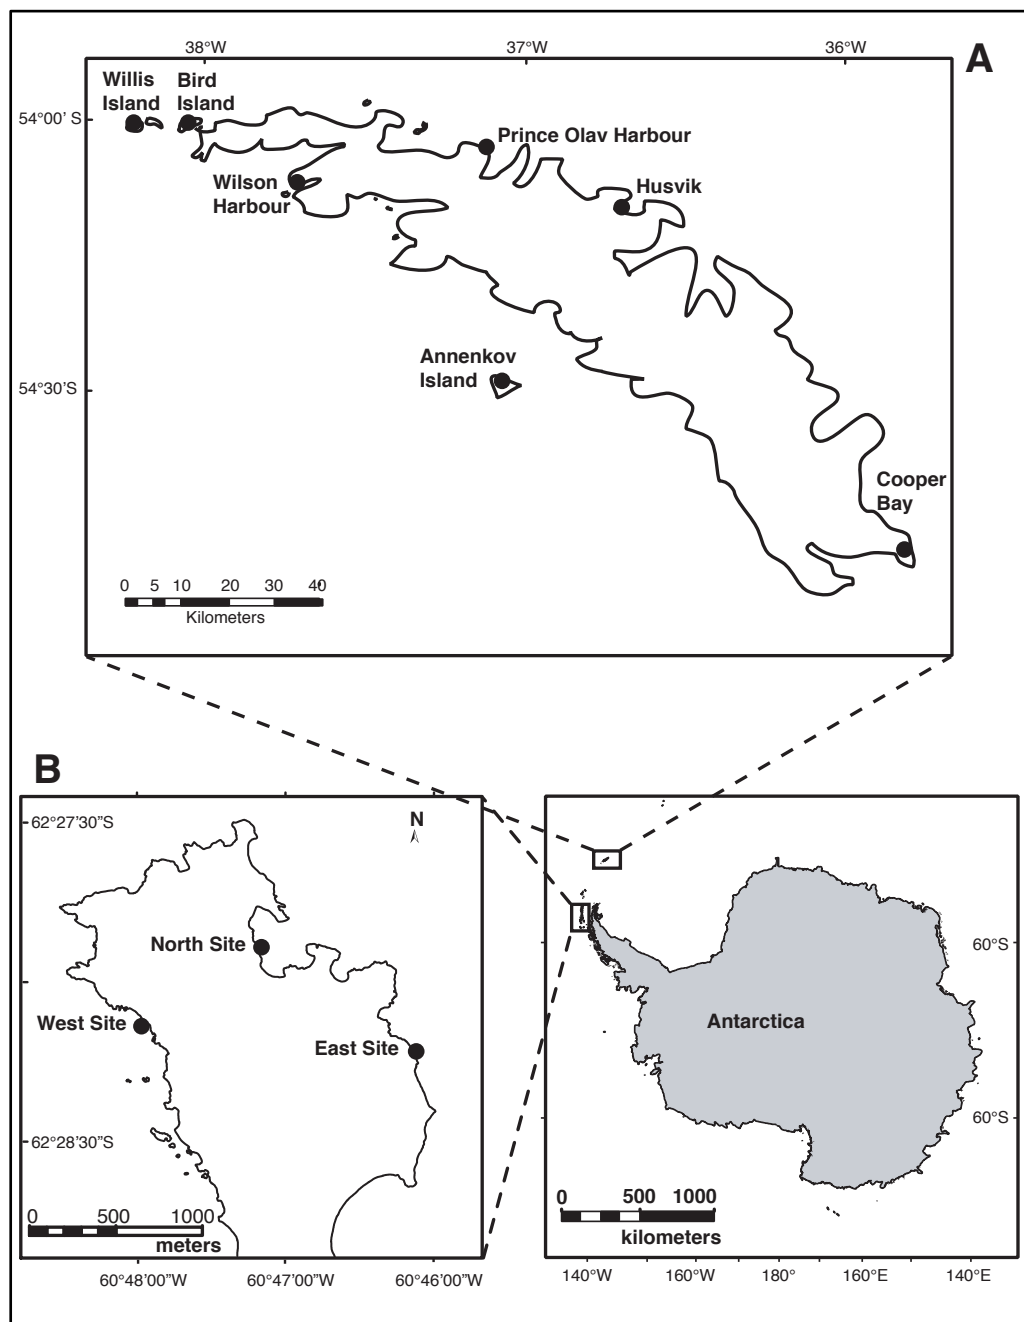 38°W 37°W 36°W
A
Willis
Island
Bird
Island
54°00' S
Prince Olav Harbour
Wilson
Harbour
Husvik
Annenkov
Island
54°30'S
Cooper
Bay
0 5 10 20 30 40
Kilometers
B
62°27'30"S
N
North Site
West Site
East Site
62°28'30"S
0 500 1000
meters
60°48'00"W 60°47'00"W 60°46'00"W
60°S
Antarctica
60°S
0 500 1000
kilometers
140°W 160°W 180° 160°E 140°E